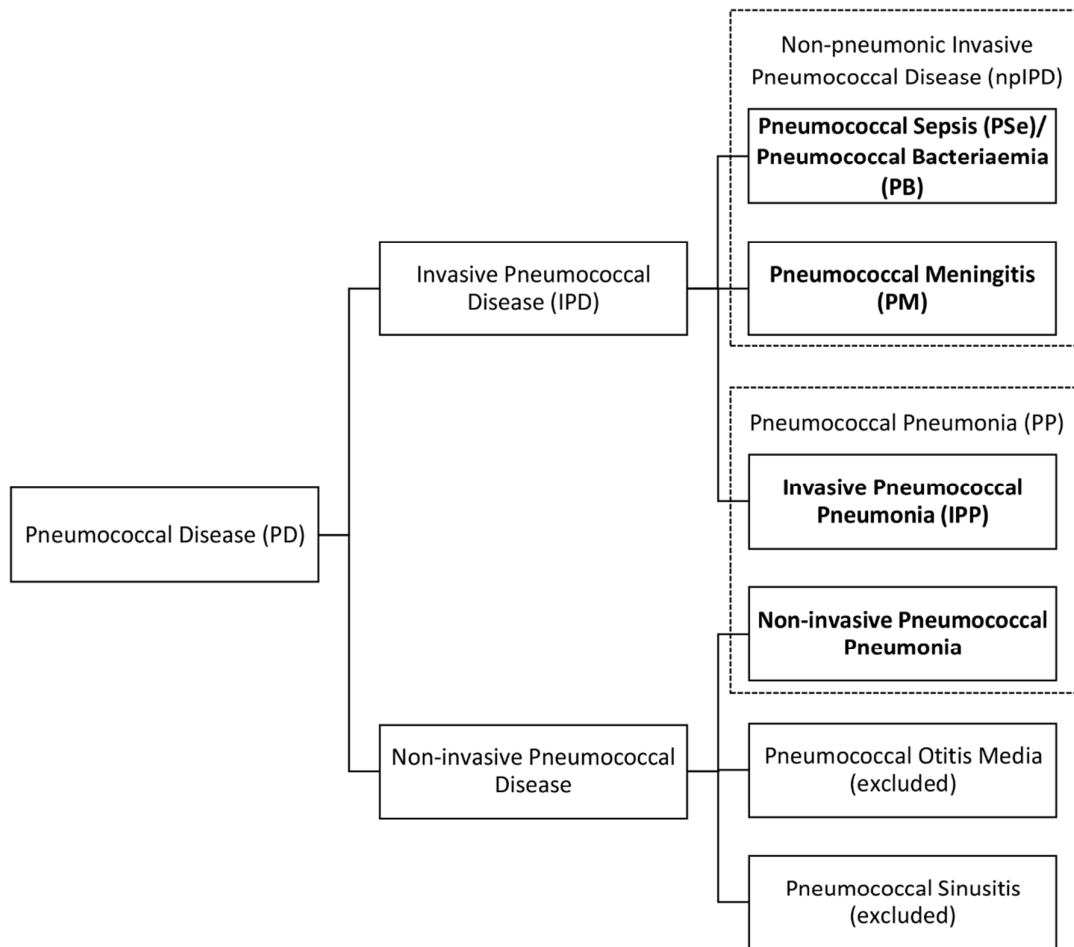 Non-pneumonic Invasive
Pneumococcal Disease (npIPD)
Pneumococcal Sepsis (PSe)/
Pneumococcal Bacteriaemia
(PB)
Invasive Pneumococcal
Disease (IPD)
Pneumococcal Meningitis
(PM)
Pneumococcal Pneumonia (PP)
Invasive Pneumococcal
Pneumonia (IPP)
Pneumococcal Disease (PD)
Non-invasive Pneumococcal
Pneumonia
Non-invasive Pneumococcal
Disease
Pneumococcal Otitis Media
(excluded)
Pneumococcal Sinusitis
(excluded)